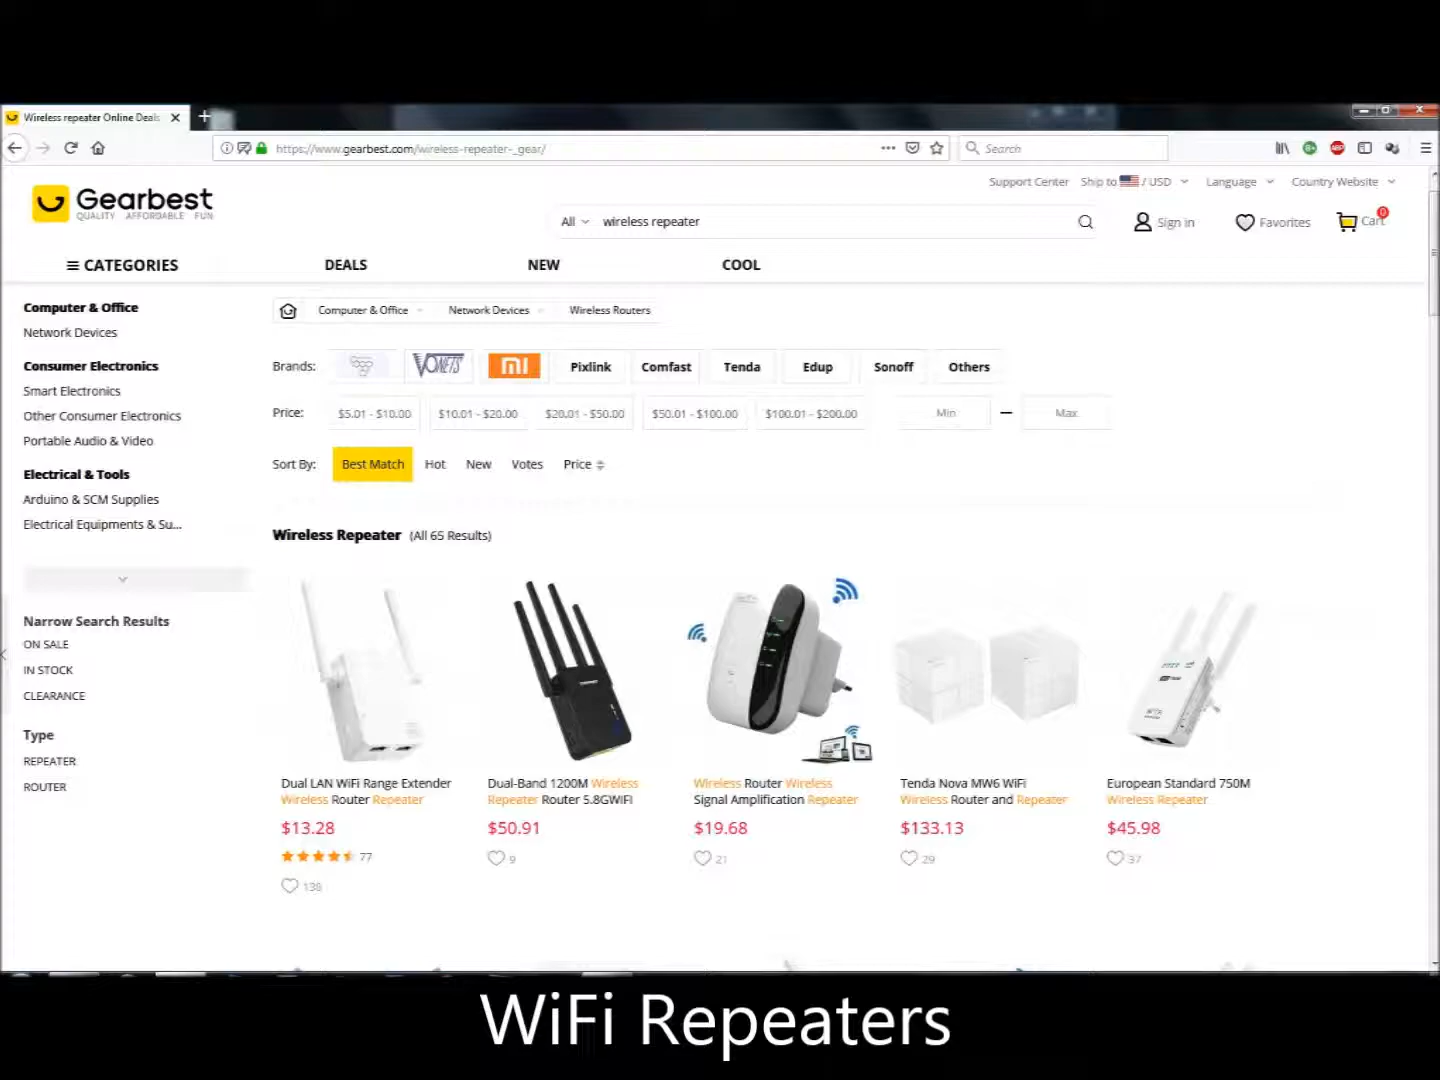 Wireless repeater Online Deals
https://www.gearbest.com/wireless-repeater-_gear/
Search
Support Center Ship to / USD Language Country Website
Gearbest
QUALITY AFFORDABLE FUN
All wireless repeater
Sign in Favorites Cart 0
CATEGORIES DEALS NEW COOL
Computer & Office
Network Devices
Consumer Electronics
Smart Electronics
Other Consumer Electronics
Portable Audio & Video
Electrical & Tools
Arduino & SCM Supplies
Electrical Equipments & Su...
Narrow Search Results
ON SALE
IN STOCK
CLEARANCE
Type
REPEATER
ROUTER
Computer & Office Network Devices Wireless Routers
Brands: VONETS MI Pixlink Comfast Tenda Edup Sonoff Others
Price: $5.01 - $10.00 $10.01 - $20.00 $20.01 - $50.00 $50.01 - $100.00 $100.01 - $200.00 Min — Max
Sort By: Best Match Hot New Votes Price
Wireless Repeater (All 65 Results)
Dual LAN WiFi Range Extender
Wireless Router Repeater
$13.28
77
138
Dual-Band 1200M Wireless
Repeater Router 5.8GWIFI
$50.91
9
Wireless Router Wireless
Signal Amplification Repeater
$19.68
21
Tenda Nova MW6 WiFi
Wireless Router and Repeater
$133.13
29
European Standard 750M
Wireless Repeater
$45.98
37
WiFi Repeaters